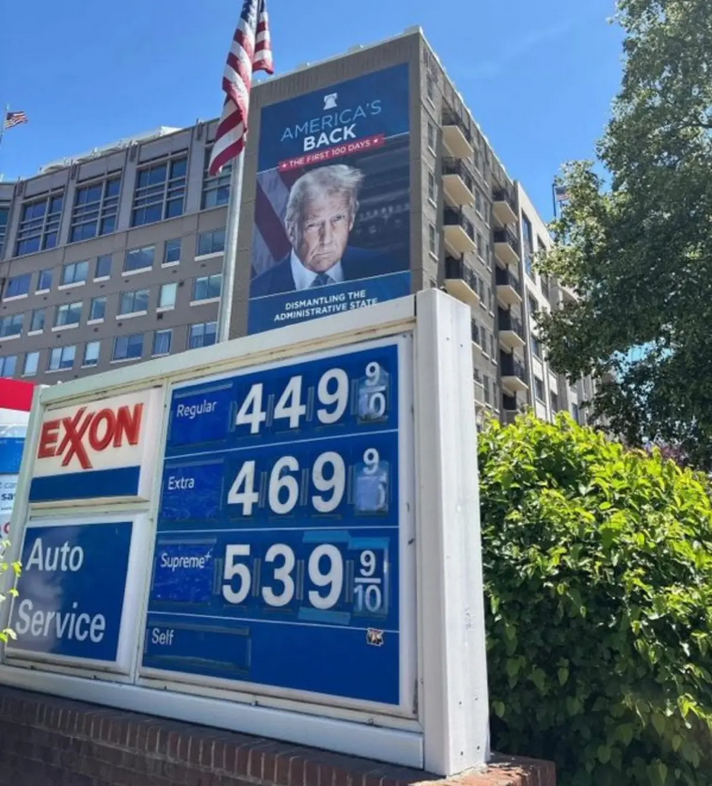 AMERICA'S
BACK
THE FIRST 100 DAYS
DISMANTLING THE
ADMINISTRATIVE STATE
EXXON
Auto
Service
Regular 449 9/10
Extra 469 9
Supreme+ 539 9/10
Self